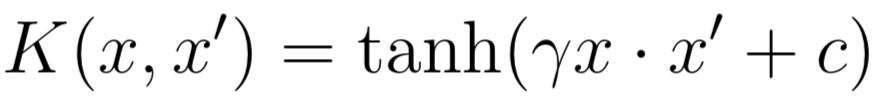 K(x, x′) = tanh(γx · x′ + c)